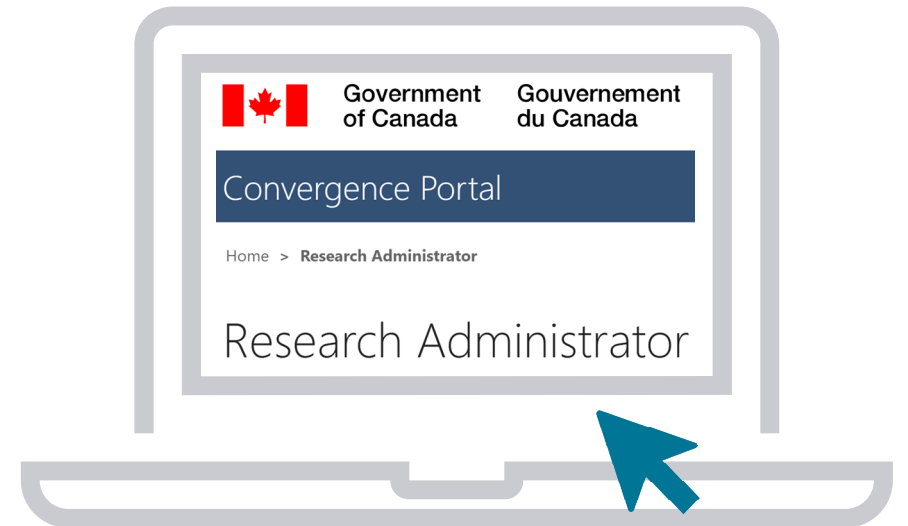 Government of Canada
Gouvernement du Canada
Convergence Portal
Home > Research Administrator
Research Administrator